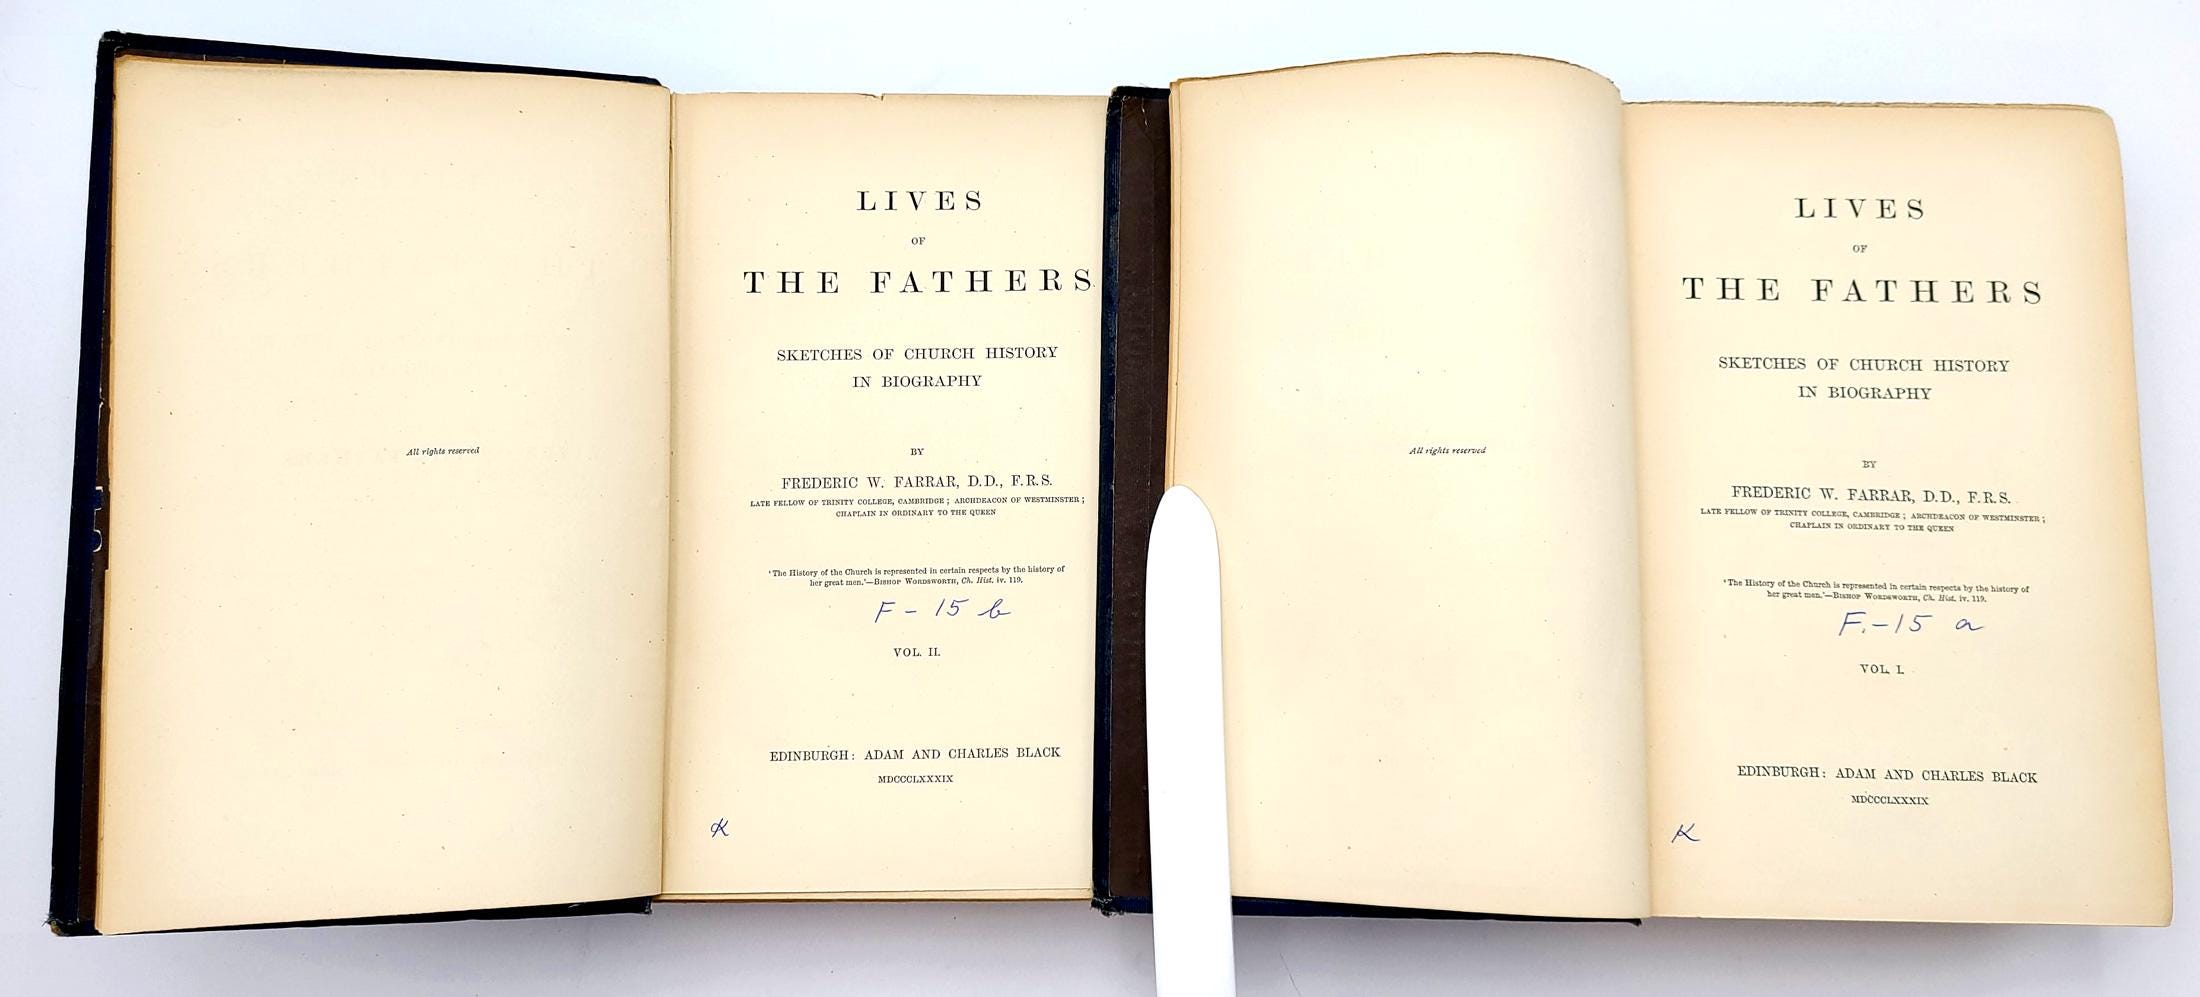 All rights reserved
LIVES
OF
THE FATHERS
SKETCHES OF CHURCH HISTORY
IN BIOGRAPHY
BY
FREDERIC W. FARRAR, D.D., F.R.S.
LATE FELLOW OF TRINITY COLLEGE, CAMBRIDGE; ARCHDEACON OF WESTMINSTER;
CHAPLAIN IN ORDINARY TO THE QUEEN
'The History of the Church is represented in certain respects by the history of
her great men.'—BISHOP WORDSWORTH, Ch. Hist. iv. 119.
F - 15 b
VOL. II.
EDINBURGH: ADAM AND CHARLES BLACK
MDCCCLXXXIX
K
All rights reserved
LIVES
OF
THE FATHERS
SKETCHES OF CHURCH HISTORY
IN BIOGRAPHY
BY
FREDERIC W. FARRAR, D.D., F.R.S.
LATE FELLOW OF TRINITY COLLEGE, CAMBRIDGE; ARCHDEACON OF WESTMINSTER;
CHAPLAIN IN ORDINARY TO THE QUEEN
'The History of the Church is represented in certain respects by the history of
her great men.'—BISHOP WORDSWORTH, Ch. Hist. iv. 119.
F.-15 a
VOL. I.
EDINBURGH: ADAM AND CHARLES BLACK
MDCCCLXXXIX
K